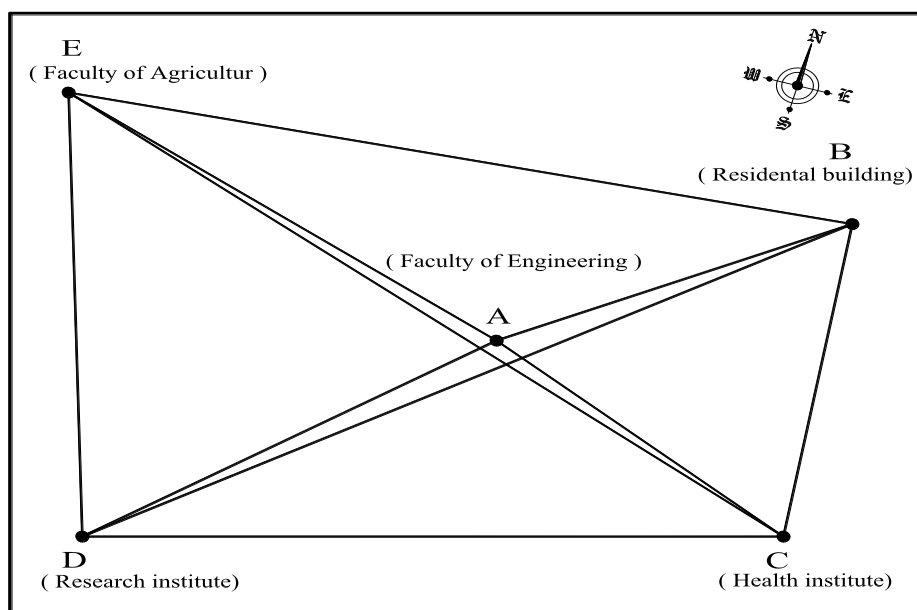 E
( Faculty of Agricultur )
N
W
E
S
B
( Residental building)
( Faculty of Engineering )
A
D
( Research institute)
C
( Health institute)